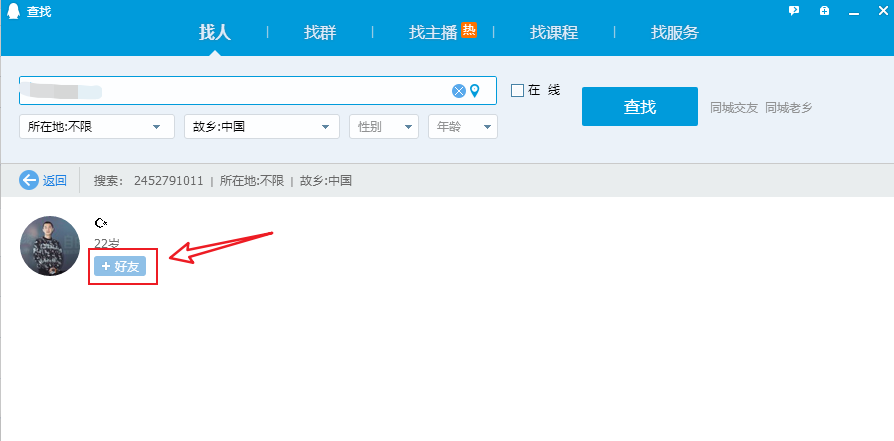 查找
找人 | 找群 | 找主播 热 | 找课程 | 找服务
在 线
查找
同城交友 同城老乡
所在地:不限 故乡:中国 性别 年龄
返回 搜索: 2452791011 | 所在地:不限 | 故乡:中国
22岁
+ 好友